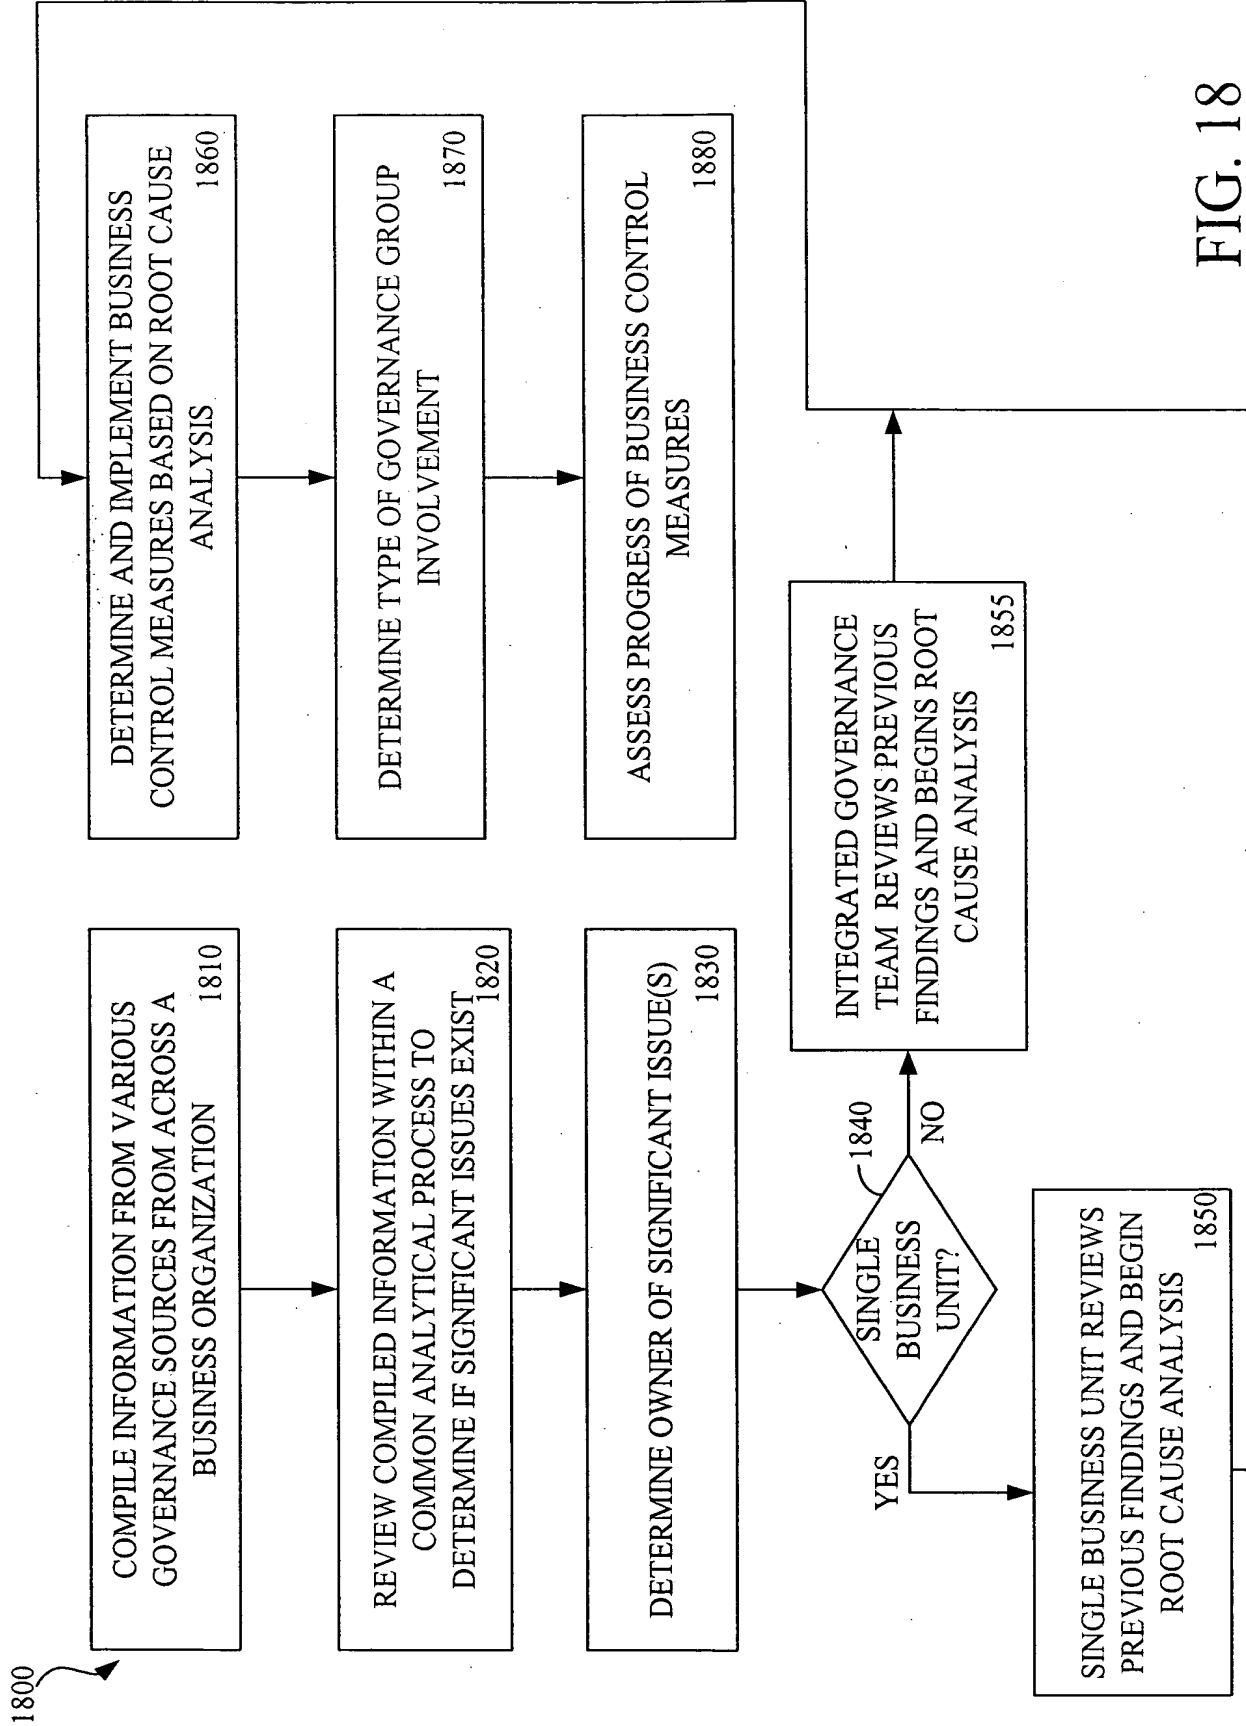 1800
COMPILE INFORMATION FROM VARIOUS
GOVERNANCE SOURCES FROM ACROSS A
BUSINESS ORGANIZATION
1810
REVIEW COMPILED INFORMATION WITHIN A
COMMON ANALYTICAL PROCESS TO
DETERMINE IF SIGNIFICANT ISSUES EXIST
1820
DETERMINE OWNER OF SIGNIFICANT ISSUE(S)
1830
SINGLE
BUSINESS
UNIT?
1840
YES
NO
SINGLE BUSINESS UNIT REVIEWS
PREVIOUS FINDINGS AND BEGIN
ROOT CAUSE ANALYSIS
1850
INTEGRATED GOVERNANCE
TEAM REVIEWS PREVIOUS
FINDINGS AND BEGINS ROOT
CAUSE ANALYSIS
1855
DETERMINE AND IMPLEMENT BUSINESS
CONTROL MEASURES BASED ON ROOT CAUSE
ANALYSIS
1860
DETERMINE TYPE OF GOVERNANCE GROUP
INVOLVEMENT
1870
ASSESS PROGRESS OF BUSINESS CONTROL
MEASURES
1880
FIG. 18